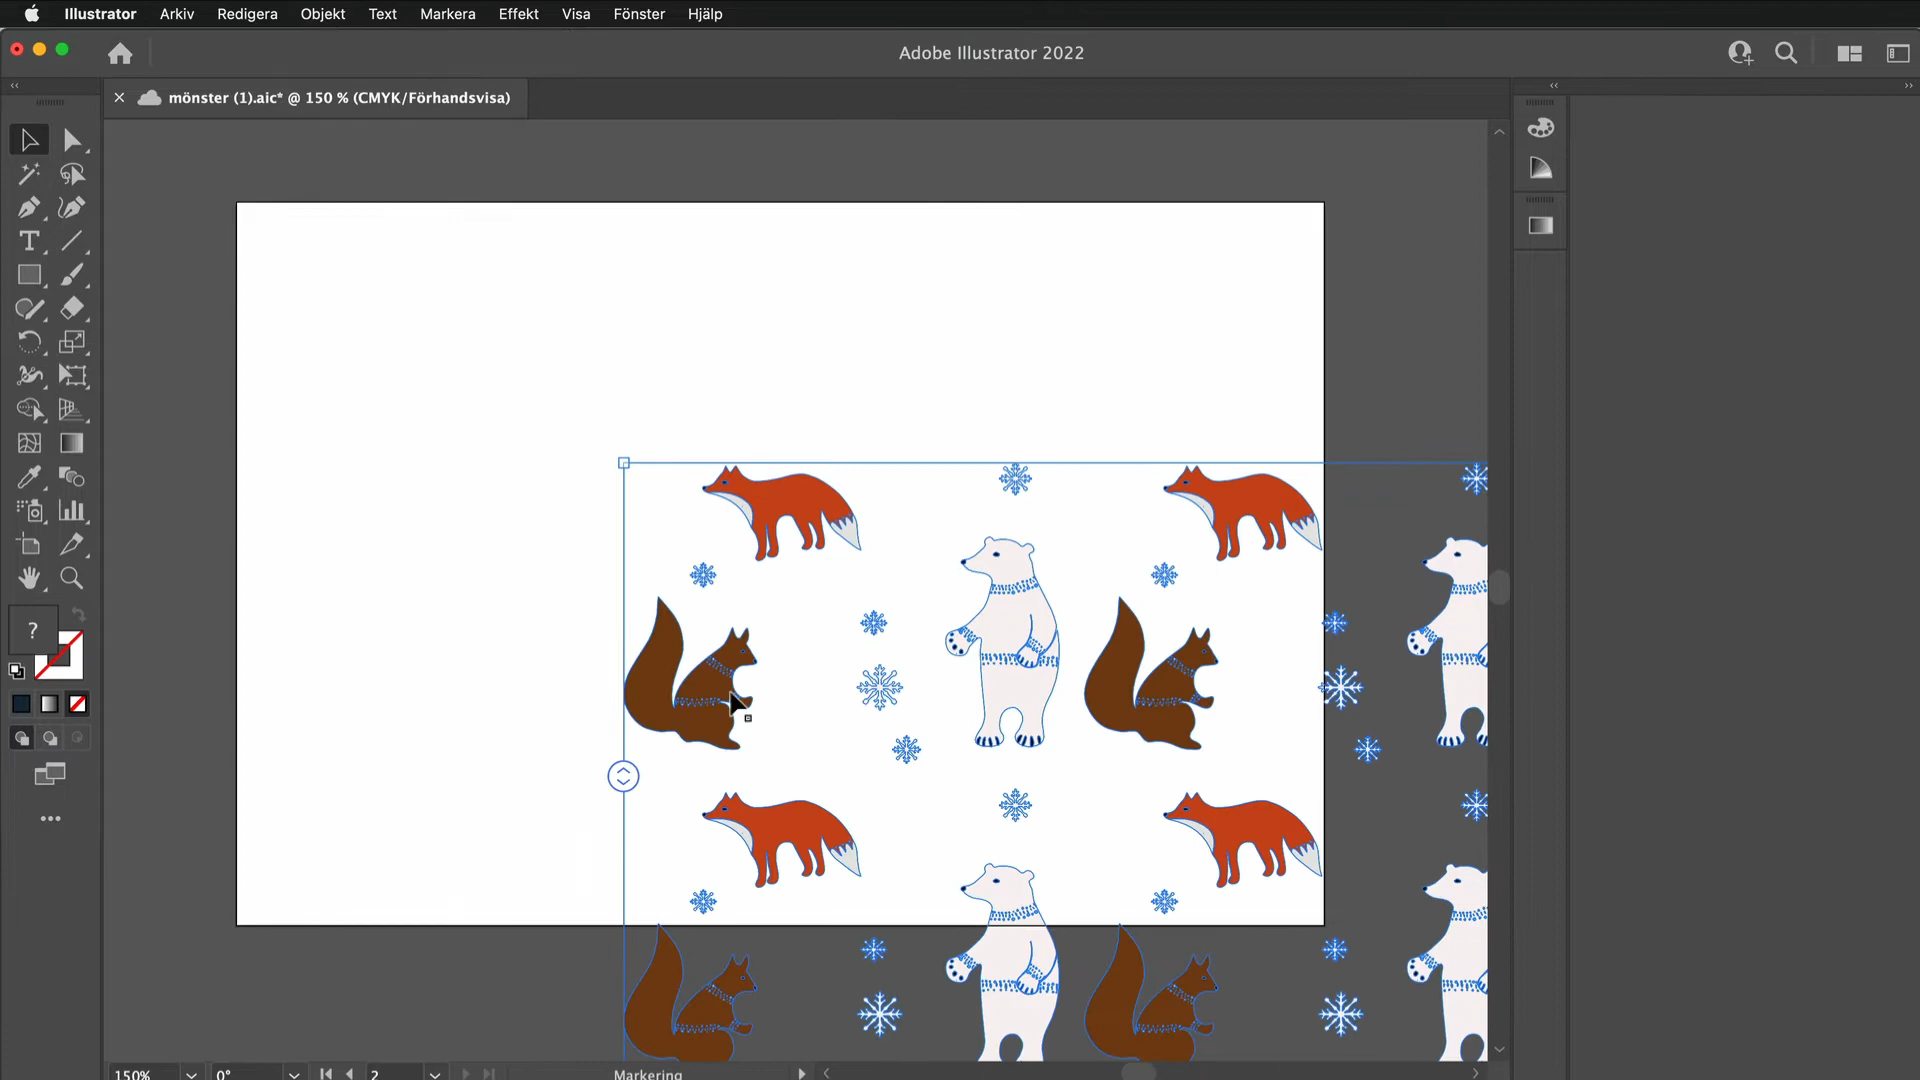 Illustrator Arkiv Redigera Objekt Text Markera Effekt Visa Fönster Hjälp
Adobe Illustrator 2022
mönster (1).aic* @ 150 % (CMYK/Förhandsvisa)
T
?
150% 0° 2 Markering